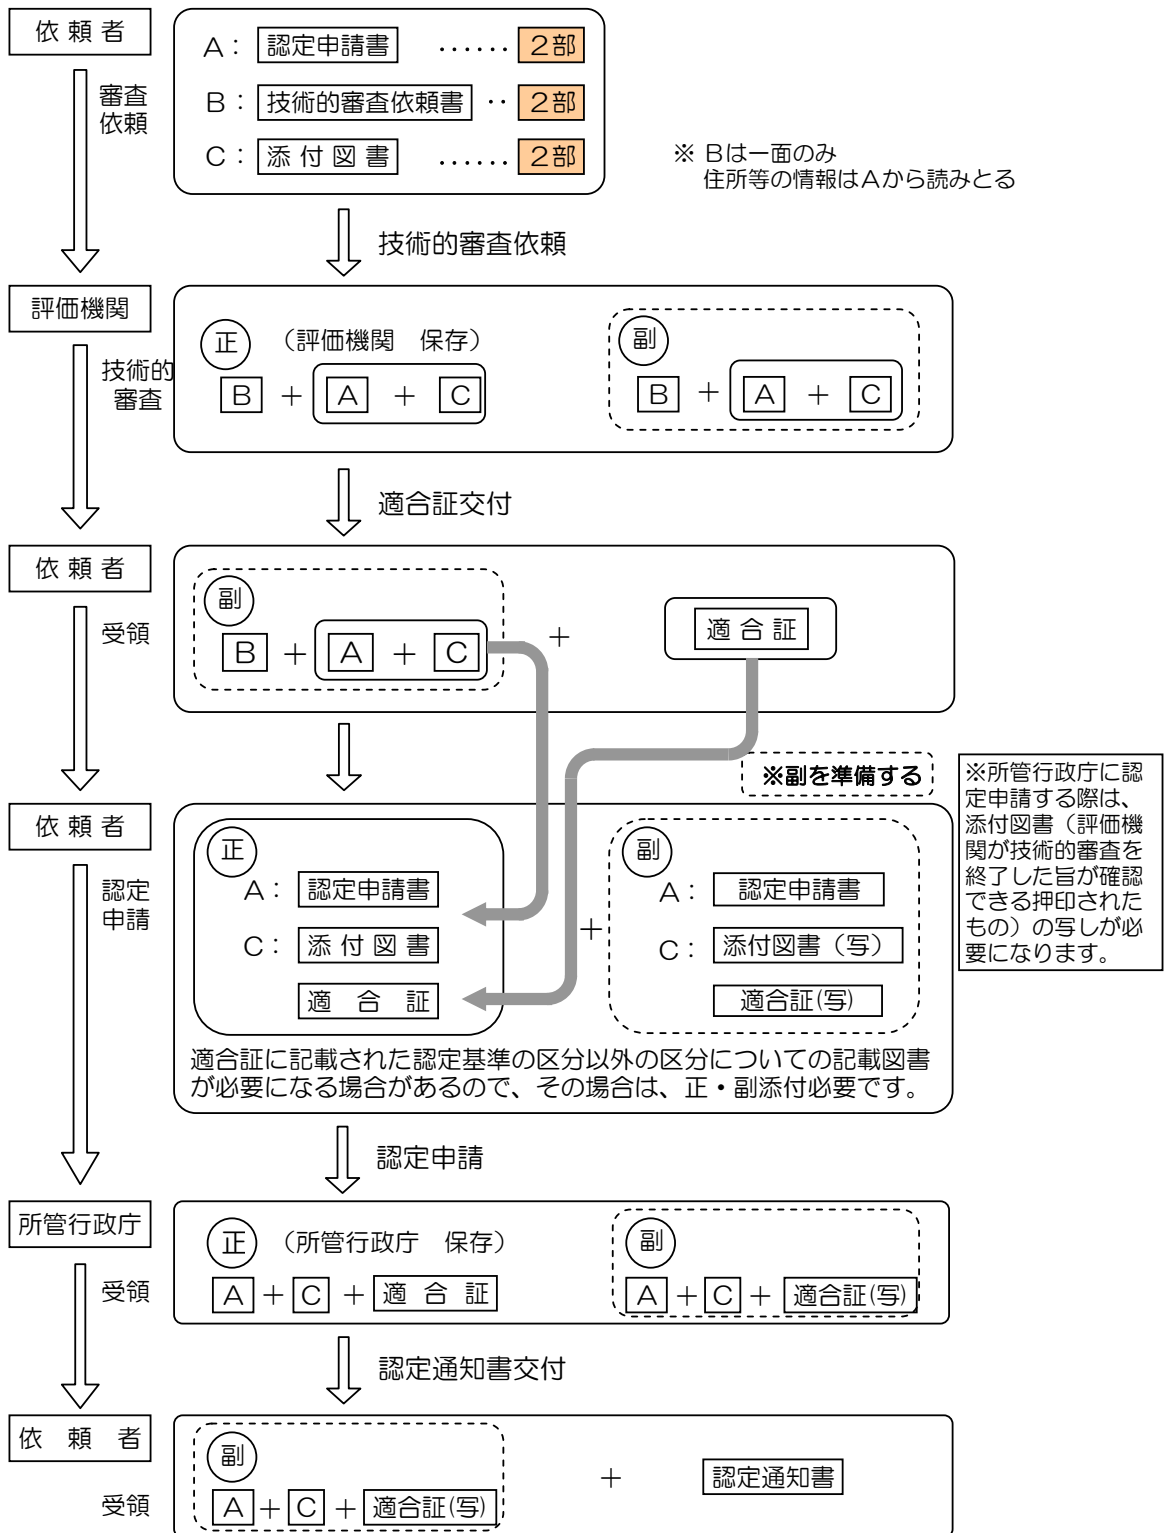 依 頼 者
審査
依頼
A： 認定申請書 …… ２部
B： 技術的審査依頼書 ‥ ２部
C： 添 付 図 書 …… ２部
※ Bは一面のみ
住所等の情報はAから読みとる
技術的審査依頼
評価機関
技術的
審査
正 （評価機関　保存）
B ＋ A ＋ C
副
B ＋ A ＋ C
適合証交付
依 頼 者
受領
副
B ＋ A ＋ C
＋
適 合 証
※副を準備する
依 頼 者
認定
申請
正
A： 認定申請書
C： 添 付 図 書
適　合　証
＋
副
A： 認定申請書
C： 添付図書（写）
適合証(写)
※所管行政庁に認
定申請する際は、
添付図書（評価機
関が技術的審査を
終了した旨が確認
できる押印された
もの）の写しが必
要になります。
適合証に記載された認定基準の区分以外の区分についての記載図書
が必要になる場合があるので、その場合は、正・副添付必要です。
認定申請
所管行政庁
受領
正 （所管行政庁　保存）
A ＋ C ＋ 適 合 証
副
A ＋ C ＋ 適合証(写)
認定通知書交付
依　頼　者
受領
副
A ＋ C ＋ 適合証(写)
＋
認定通知書